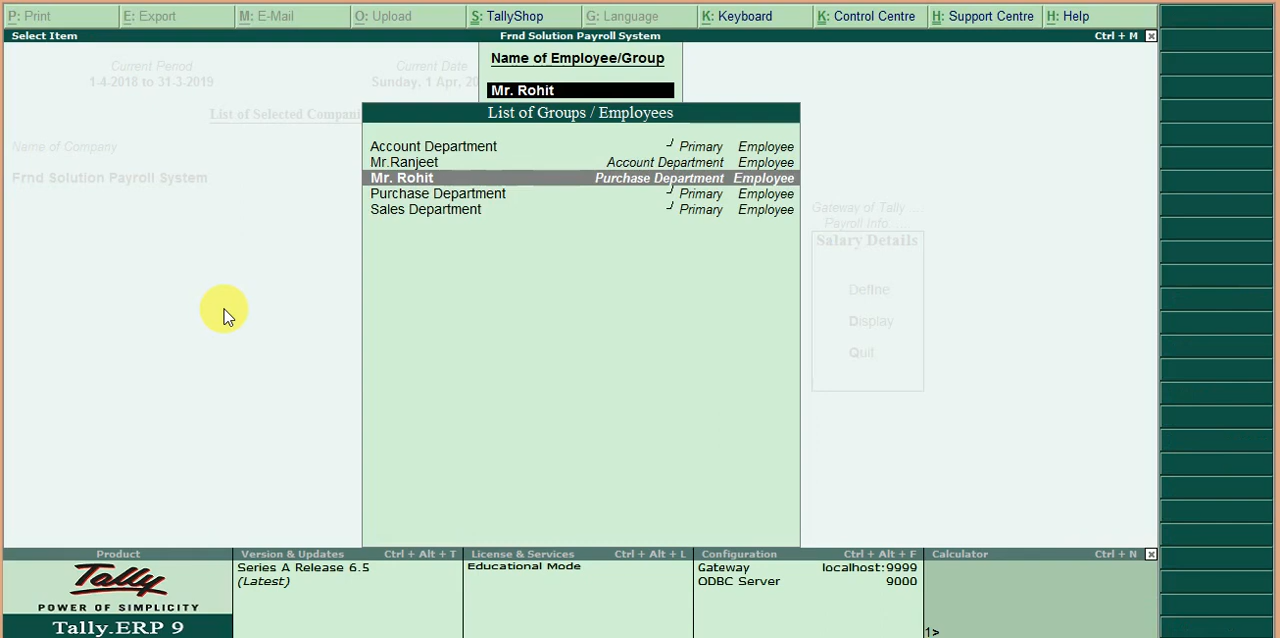 P: Print E: Export M: E-Mail O: Upload S: TallyShop G: Language K: Keyboard K: Control Centre H: Support Centre H: Help
Select Item Frnd Solution Payroll System Ctrl + M x
Current Period Current Date
1-4-2018 to 31-3-2019 Sunday, 1 Apr, 20
Name of Employee/Group
Mr. Rohit
List of Selected Compani
Name of Company
Frnd Solution Payroll System
List of Groups / Employees
Account Department Primary Employee
Mr.Ranjeet Account Department Employee
Mr. Rohit Purchase Department Employee
Purchase Department Primary Employee
Sales Department Primary Employee
Gateway of Tally ...
Payroll Info.....
Salary Details
Define
Display
Quit
Product
Tally
POWER OF SIMPLICITY
Tally.ERP 9
Version & Updates Ctrl + Alt + T
Series A Release 6.5
(Latest)
License & Services Ctrl + Alt + L
Educational Mode
Configuration Ctrl + Alt + F
Gateway localhost:9999
ODBC Server 9000
Calculator Ctrl + N x
1>